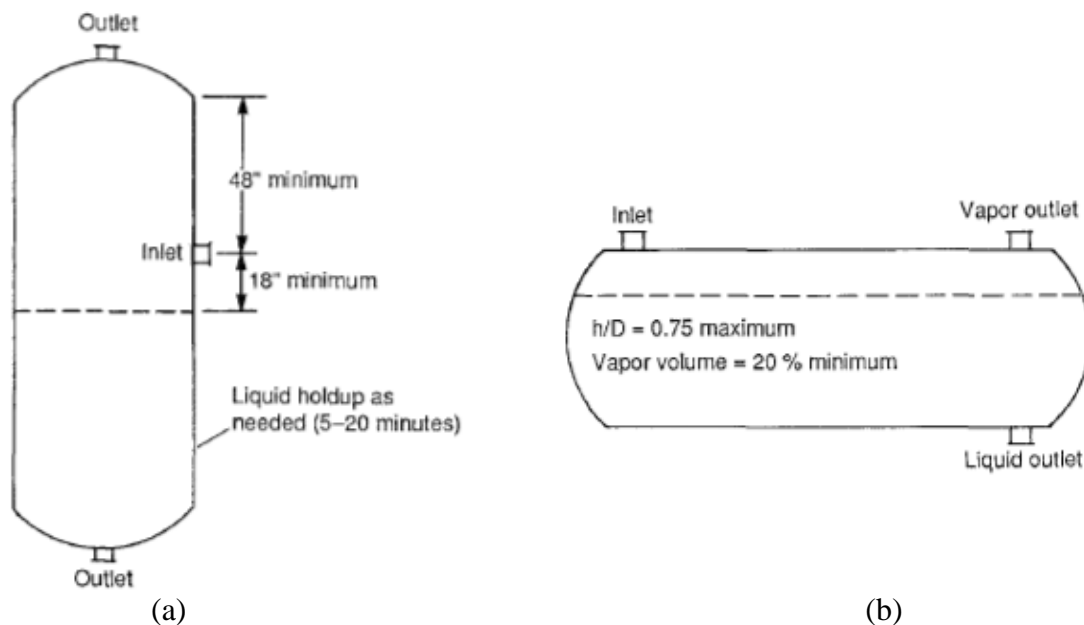 Outlet
48" minimum
Inlet
18" minimum
Liquid holdup as
needed (5–20 minutes)
Outlet
(a)
Inlet
Vapor outlet
h/D = 0.75 maximum
Vapor volume = 20 % minimum
Liquid outlet
(b)